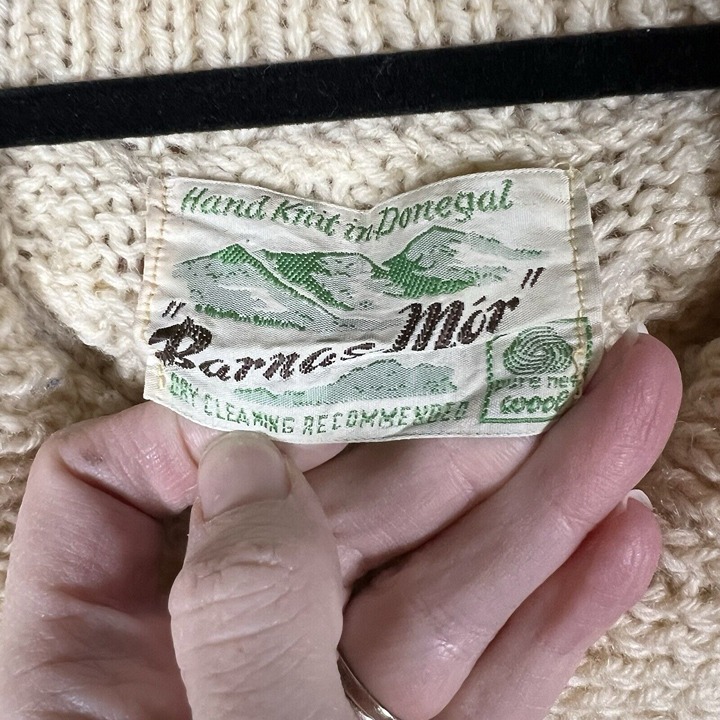 Hand Knit in Donegal
"Barnas Mór"
pure new
wool
DRY CLEANING RECOMMENDED